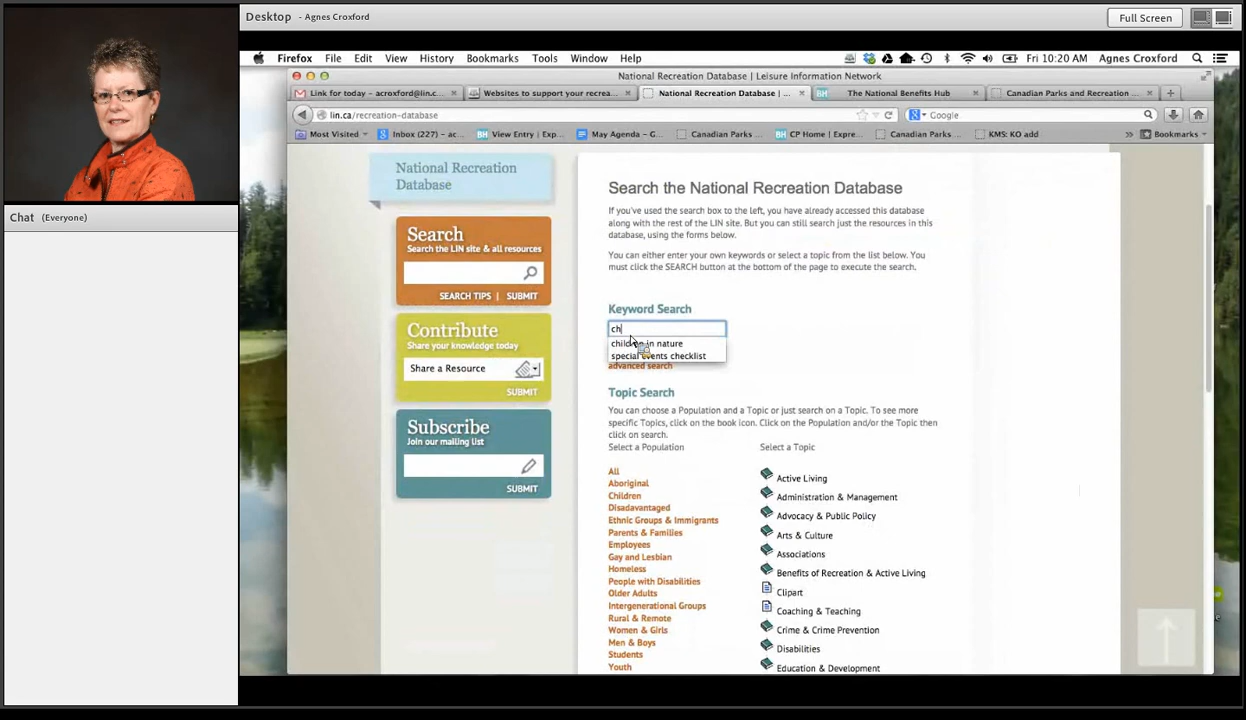 Desktop - Agnes Croxford
Full Screen
Firefox File Edit View History Bookmarks Tools Window Help
Fri 10:20 AM Agnes Croxford
National Recreation Database | Leisure Information Network
Link for today - acroxford@lin.c...
Websites to support your recrea...
National Recreation Database | ...
The National Benefits Hub
Canadian Parks and Recreation ...
lin.ca/recreation-database
Google
Most Visited
Inbox (227) - ac...
View Entry | Exp...
May Agenda - G...
Canadian Parks ...
CP Home | Expre...
Canadian Parks ...
KMS: KO add
Bookmarks
Chat (Everyone)
National Recreation
Database
Search
Search the LIN site & all resources
SEARCH TIPS | SUBMIT
Contribute
Share your knowledge today
Share a Resource
SUBMIT
Subscribe
Join our mailing list
SUBMIT
Search the National Recreation Database
If you've used the search box to the left, you have already accessed this database
along with the rest of the LIN site. But you can still search just the resources in this
database, using the forms below.
You can either enter your own keywords or select a topic from the list below. You
must click the SEARCH button at the bottom of the page to execute the search.
Keyword Search
ch
children in nature
special events checklist
advanced search
Topic Search
You can choose a Population and a Topic or just search on a Topic. To see more
specific Topics, click on the book icon. Click on the Population and/or the Topic then
click on search.
Select a Population
All
Aboriginal
Children
Disadavantaged
Ethnic Groups & Immigrants
Parents & Families
Employees
Gay and Lesbian
Homeless
People with Disabilities
Older Adults
Intergenerational Groups
Rural & Remote
Women & Girls
Men & Boys
Students
Youth
Select a Topic
Active Living
Administration & Management
Advocacy & Public Policy
Arts & Culture
Associations
Benefits of Recreation & Active Living
Clipart
Coaching & Teaching
Crime & Crime Prevention
Disabilities
Education & Development